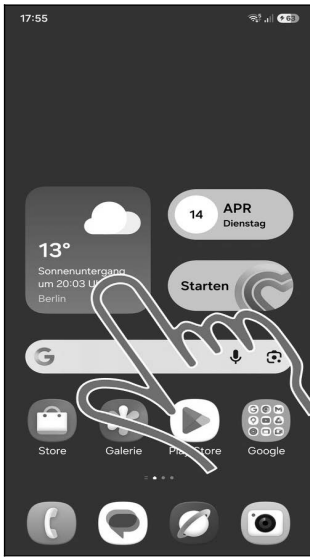 17:55
63
14
APR
Dienstag
13°
Sonnenuntergang
um 20:03 U
Berlin
Starten
G
Store
Galerie
Play Store
Google